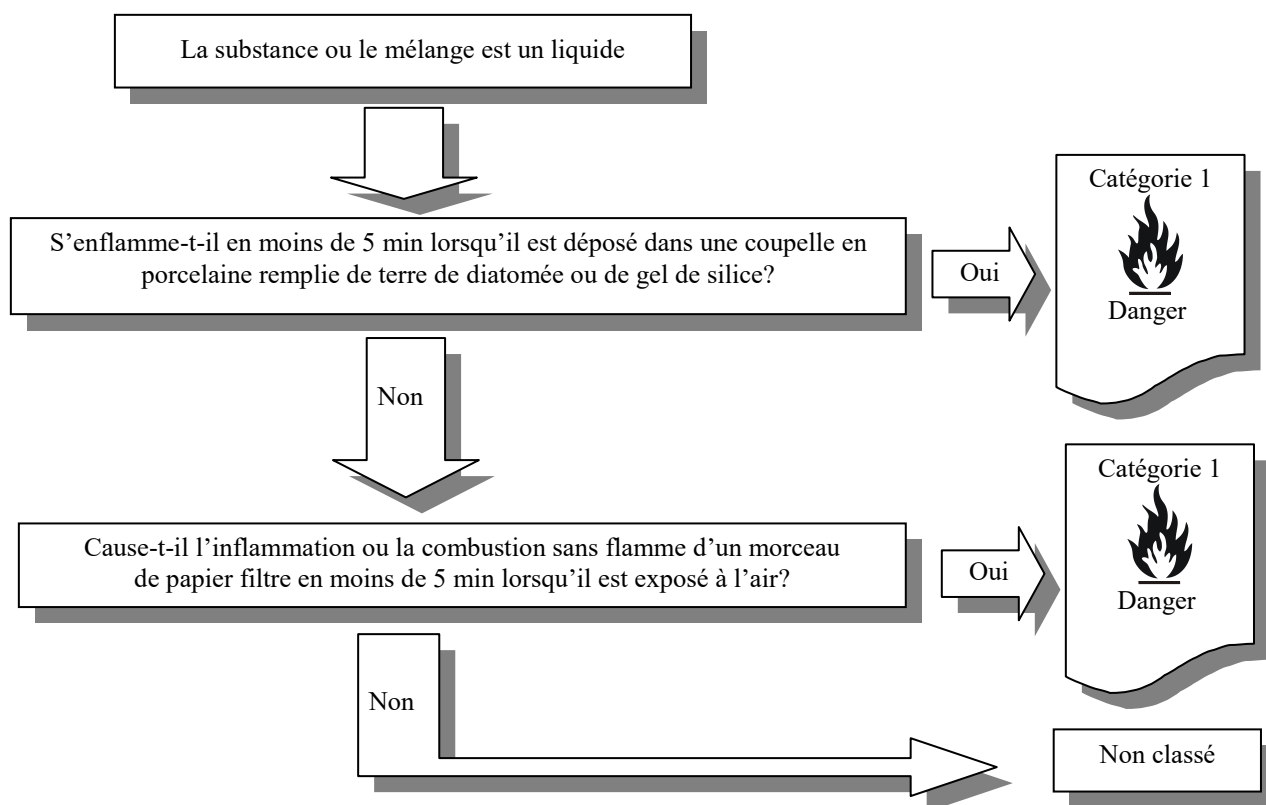 La substance ou le mélange est un liquide
S’enflamme-t-il en moins de 5 min lorsqu’il est déposé dans une coupelle en
porcelaine remplie de terre de diatomée ou de gel de silice?
Oui
Catégorie 1
Danger
Non
Cause-t-il l’inflammation ou la combustion sans flamme d’un morceau
de papier filtre en moins de 5 min lorsqu’il est exposé à l’air?
Oui
Catégorie 1
Danger
Non
Non classé